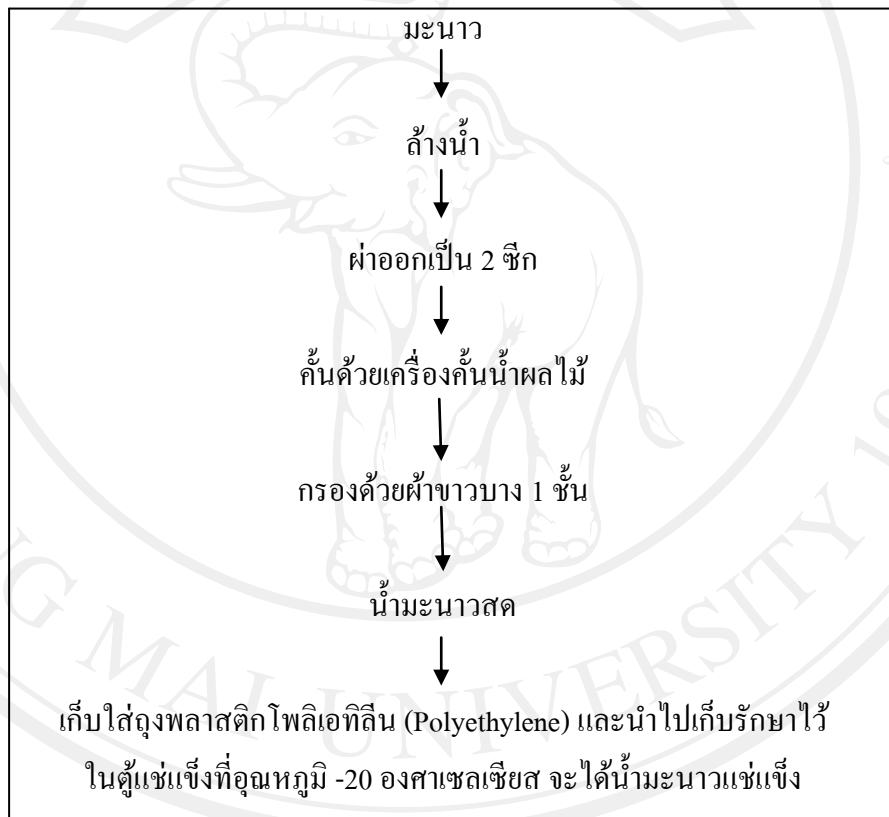 มะนาว
ล้างน้ำ
ผ่าออกเป็น 2 ซีก
คั้นด้วยเครื่องคั้นน้ำผลไม้
กรองด้วยผ้าขาวบาง 1 ชั้น
น้ำมะนาวสด
เก็บใส่ถุงพลาสติกโพลิเอทิลีน (Polyethylene) และนำไปเก็บรักษาไว้
ในตู้แช่แข็งที่อุณหภูมิ -20 องศาเซลเซียส จะได้น้ำมะนาวแช่แข็ง
NG MAI UNIVERSITY 19